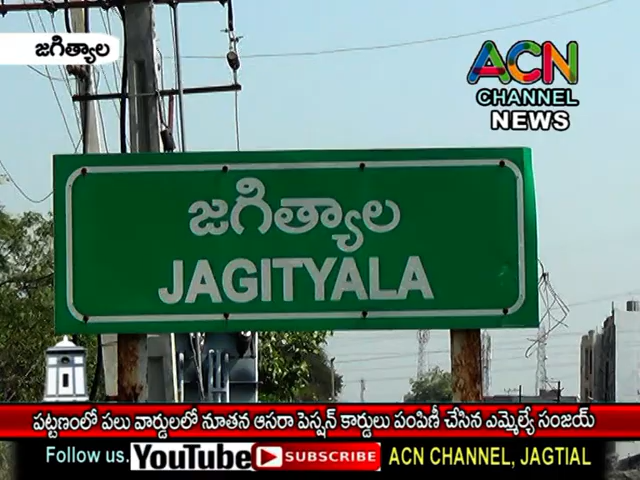 జగిత్యాల
ACN
CHANNEL
NEWS
జగిత్యాల
JAGITYALA
పట్టణంలో పలు వార్డులలో నూతన ఆసరా పెన్షన్ కార్డులు పంపిణీ చేసిన ఎమ్మెల్యే సంజయ్
Follow us. YouTube SUBSCRIBE ACN CHANNEL, JAGTIAL